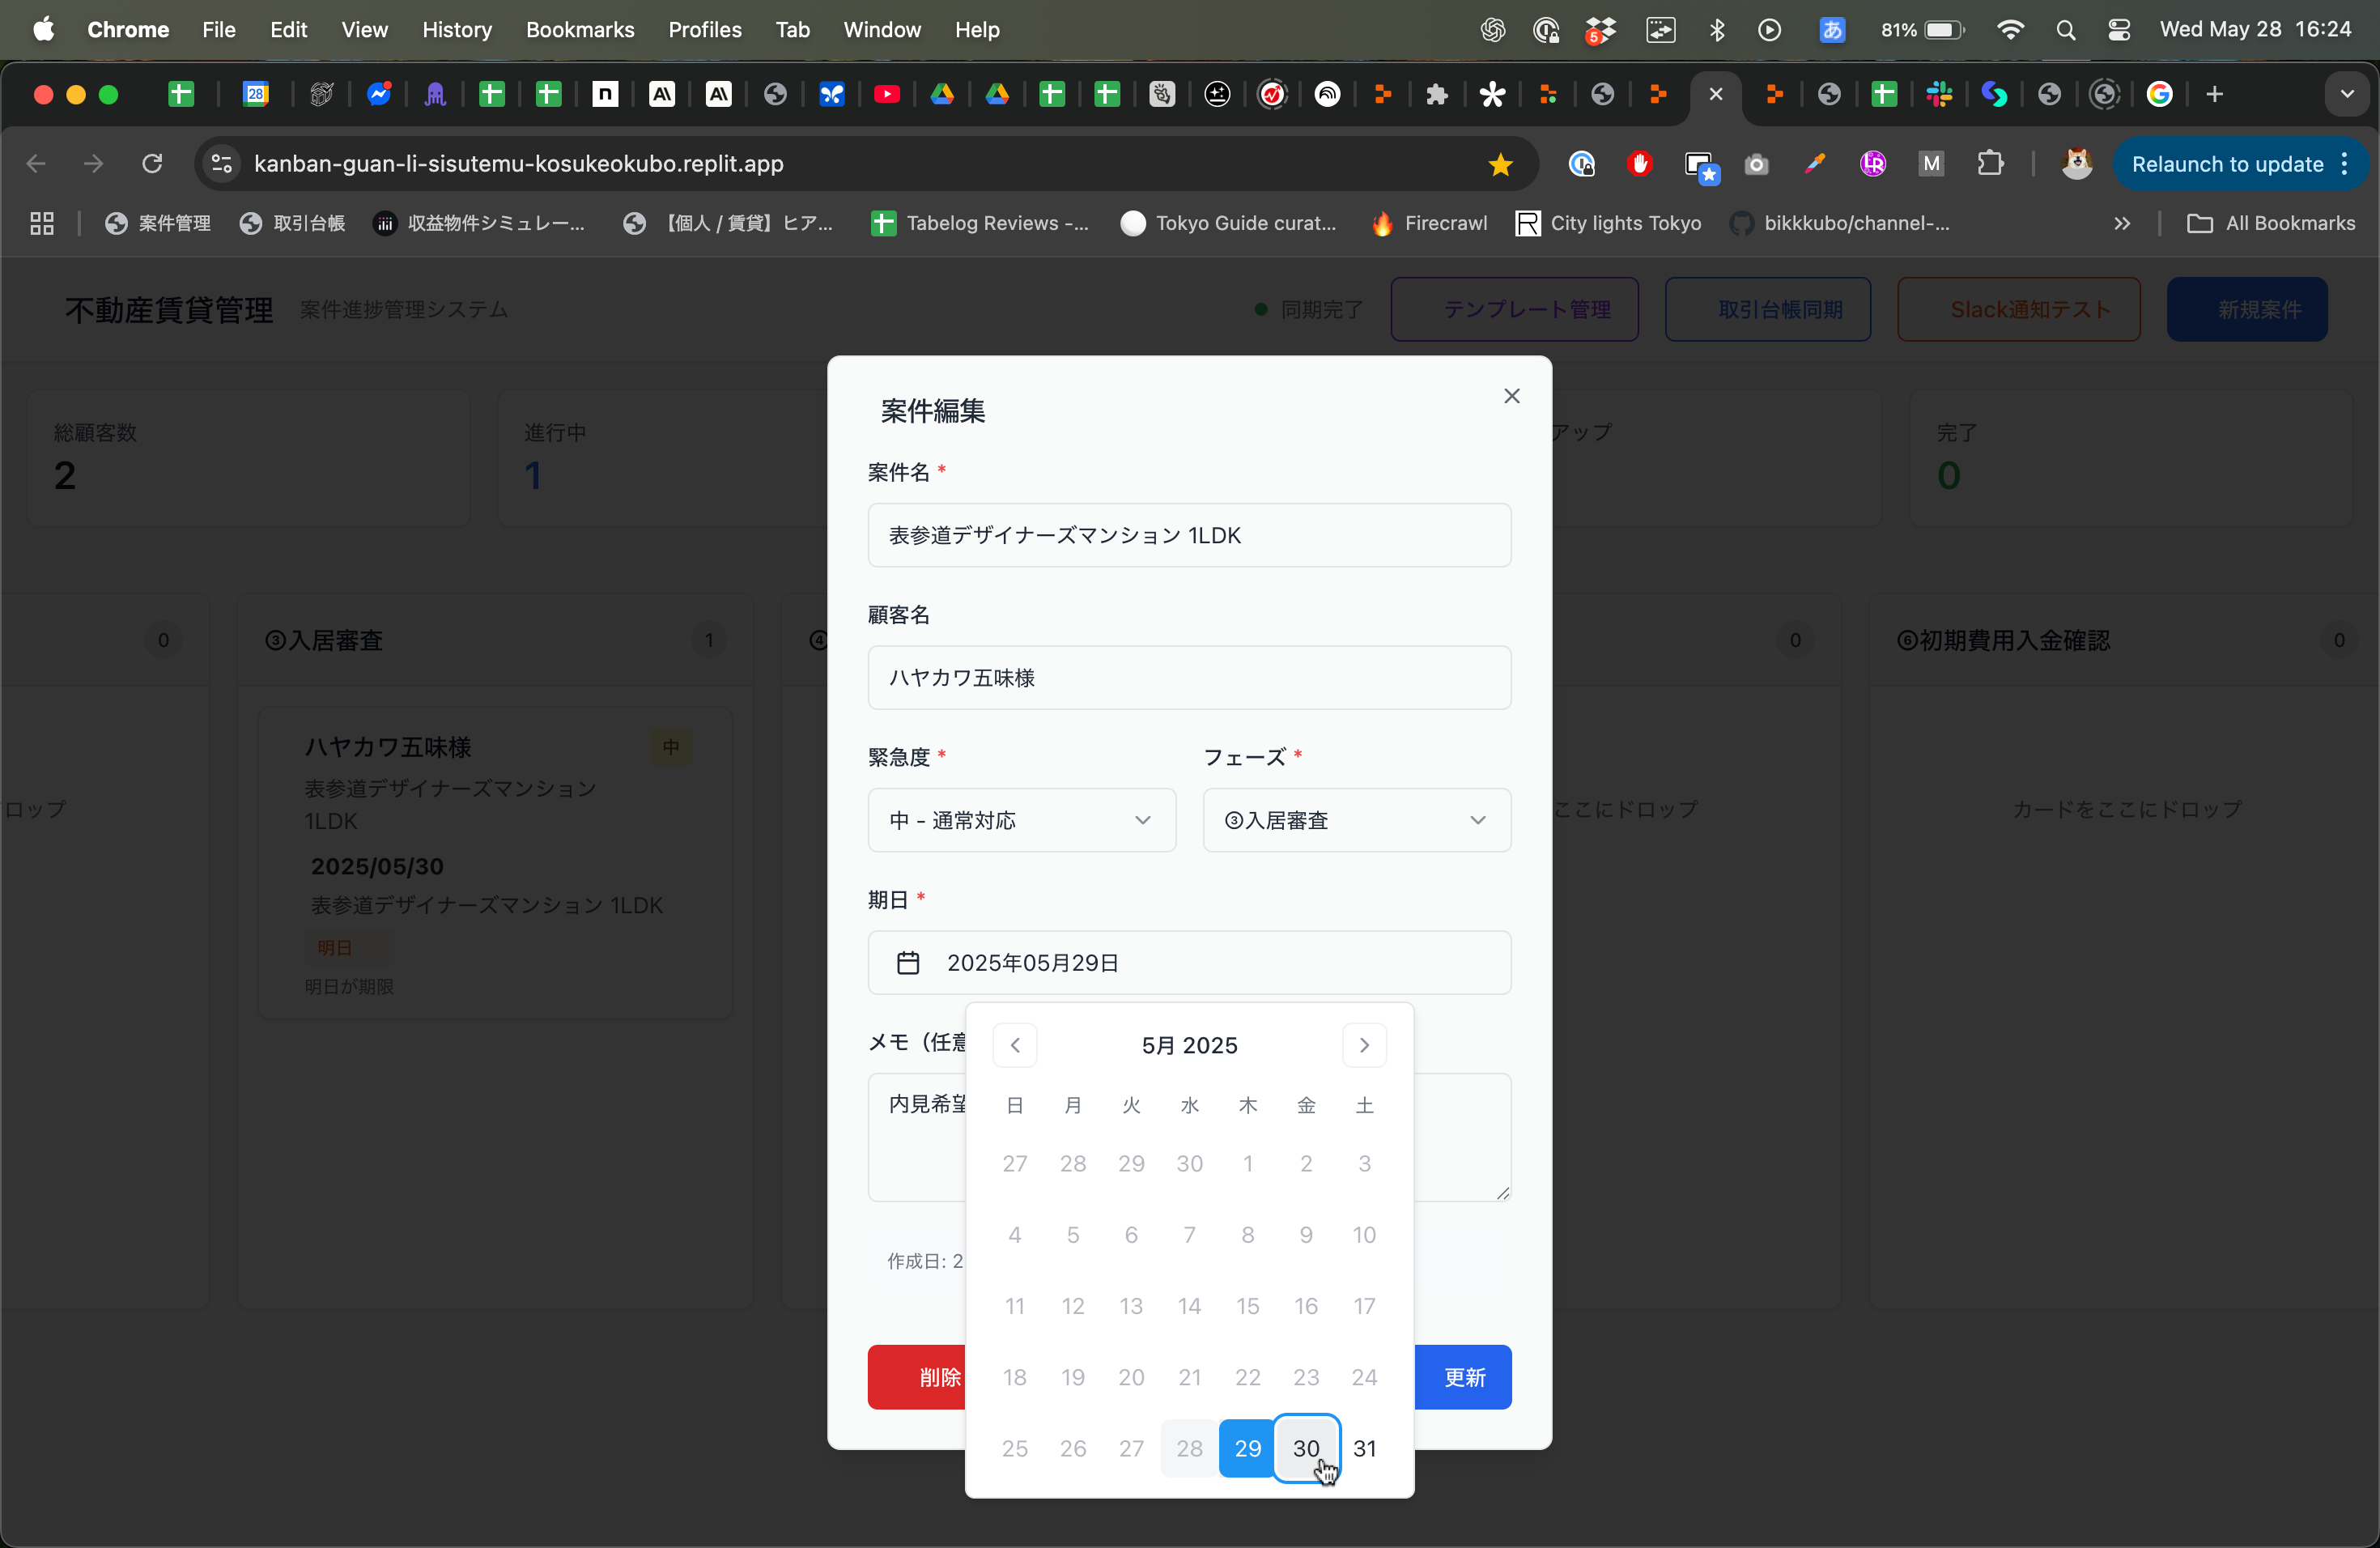 Chrome File Edit View History Bookmarks Profiles Tab Window Help 5 あ 81% Wed May 28 16:24
28
kanban-guan-li-sisutemu-kosukeokubo.replit.app Relaunch to update
案件管理 取引台帳 収益物件シミュレー... 【個人 / 賃貸】ヒア... Tabelog Reviews -... Tokyo Guide curat... Firecrawl City lights Tokyo bikkkubo/channel-... All Bookmarks
不動産賃貸管理 案件進捗管理システム 同期完了 テンプレート管理 取引台帳同期 Slack通知テスト 新規案件
総顧客数
2
進行中
1
アップ
完了
0
0
③入居審査 1
④
0
⑥初期費用入金確認 0
ロップ
ハヤカワ五味様 中
表参道デザイナーズマンション
1LDK
2025/05/30
表参道デザイナーズマンション 1LDK
明日
明日が期限
ここにドロップ
カードをここにドロップ
案件編集
案件名 *
表参道デザイナーズマンション 1LDK
顧客名
ハヤカワ五味様
緊急度 * フェーズ *
中 - 通常対応 ③入居審査
期日 *
2025年05月29日
メモ（任意
内見希望
作成日: 2
削除 更新
5月 2025
日 月 火 水 木 金 土
27 28 29 30 1 2 3
4 5 6 7 8 9 10
11 12 13 14 15 16 17
18 19 20 21 22 23 24
25 26 27 28 29 30 31